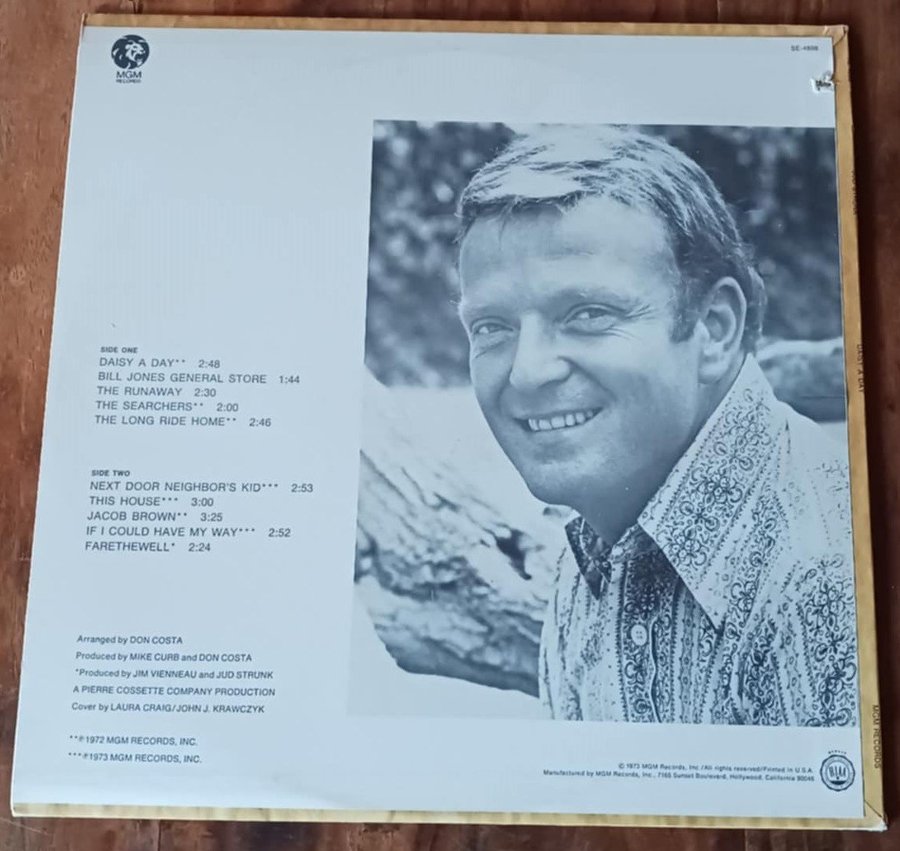 MGM
RECORDS
SE-4898
SIDE ONE
DAISY A DAY** 2:48
BILL JONES GENERAL STORE 1:44
THE RUNAWAY 2:30
THE SEARCHERS** 2:00
THE LONG RIDE HOME** 2:46
SIDE TWO
NEXT DOOR NEIGHBOR'S KID*** 2:53
THIS HOUSE*** 3:00
JACOB BROWN** 3:25
IF I COULD HAVE MY WAY*** 2:52
FARETHEWELL* 2:24
Arranged by DON COSTA
Produced by MIKE CURB and DON COSTA
*Produced by JIM VIENNEAU and JUD STRUNK
A PIERRE COSSETTE COMPANY PRODUCTION
Cover by LAURA CRAIG/JOHN J. KRAWCZYK
**℗1972 MGM RECORDS, INC.
***℗1973 MGM RECORDS, INC.
© 1973 MGM Records, Inc./All rights reserved/Printed in U.S.A.
Manufactured by MGM Records, Inc., 7165 Sunset Boulevard, Hollywood, California 90046
DAISY A DAY
MGM RECORDS